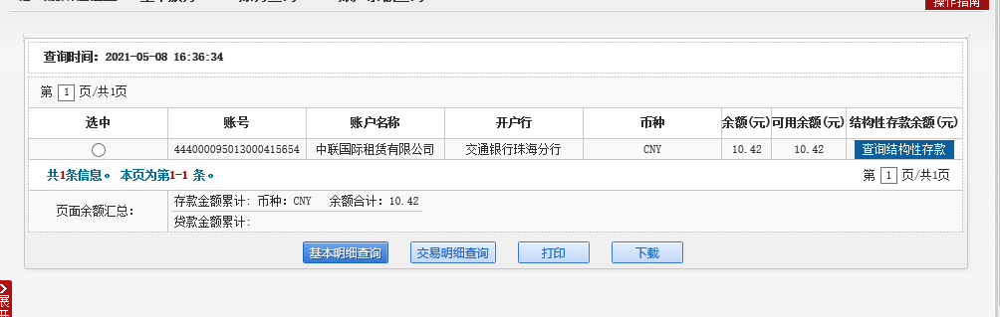 操作指南
查询时间：2021-05-08 16:36:34
第 1 页/共1页
选中 账号 账户名称 开户行 币种 余额(元) 可用余额(元) 结构性存款余额(元)
444000095013000415654 中联国际租赁有限公司 交通银行珠海分行 CNY 10.42 10.42 查询结构性存款
共1条信息。 本页为第1-1 条。 第 1 页/共1页
页面余额汇总： 存款金额累计: 币种: CNY 余额合计: 10.42
贷款金额累计:
基本明细查询 交易明细查询 打印 下载
展开